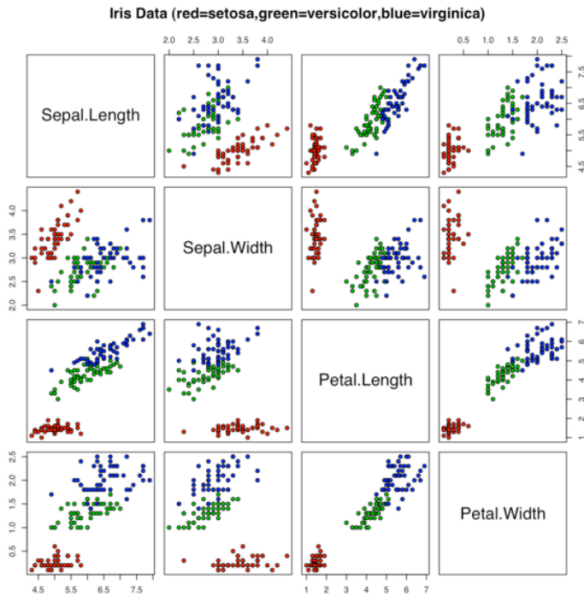 Iris Data (red=setosa,green=versicolor,blue=virginica)
2.0 3.0 4.0 0.5 1.0 1.5 2.0 2.5
Sepal.Length
4.5 5.5 6.5 7.5
2.0 2.5 3.0 3.5 4.0
Sepal.Width
Petal.Length
1 2 3 4 5 6 7
0.5 1.0 1.5 2.0 2.5
Petal.Width
4.5 5.5 6.5 7.5 1 2 3 4 5 6 7